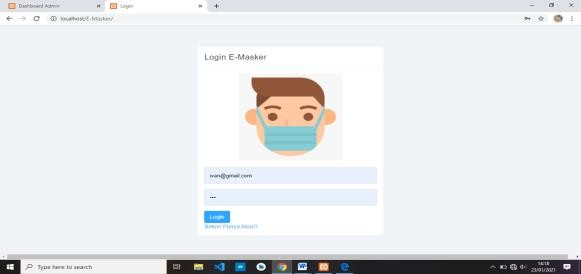 Dashboard Admin
Login
localhost/E-Masker/
Login E-Masker
wan@gmail.com
•••
Login
Belum Punya Akun?
Type here to search
14:18
23/01/2021